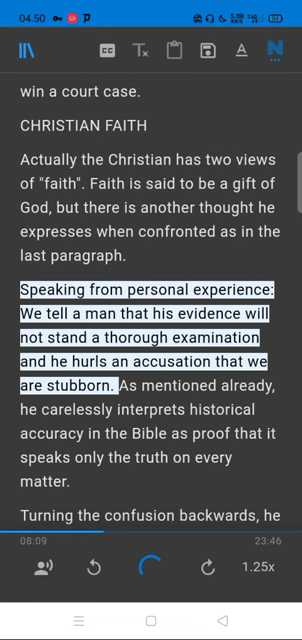 04.50
5.00 KB/S
CC
win a court case.
CHRISTIAN FAITH
Actually the Christian has two views
of "faith". Faith is said to be a gift of
God, but there is another thought he
expresses when confronted as in the
last paragraph.
Speaking from personal experience:
We tell a man that his evidence will
not stand a thorough examination
and he hurls an accusation that we
are stubborn. As mentioned already,
he carelessly interprets historical
accuracy in the Bible as proof that it
speaks only the truth on every
matter.
Turning the confusion backwards, he
08:09
23:46
1.25x